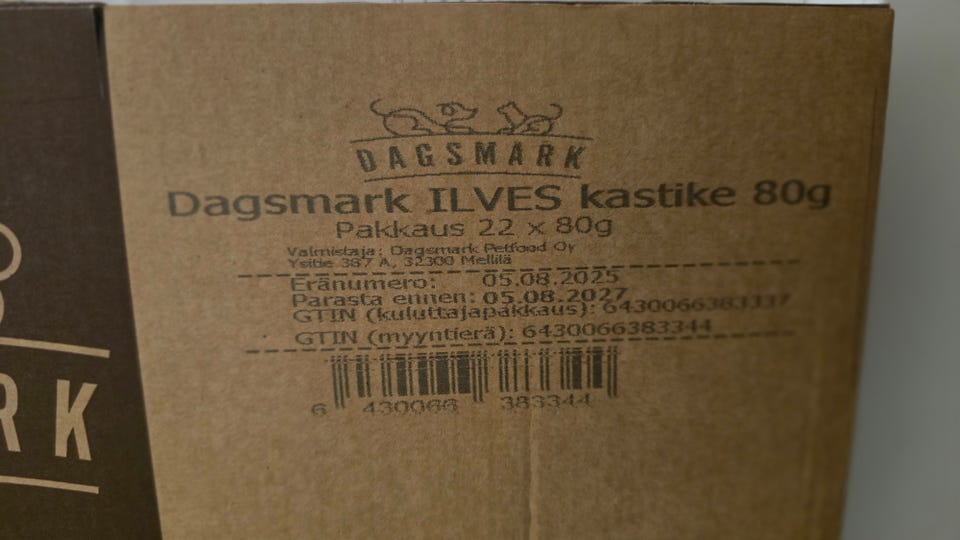 DAGSMARK
Dagsmark ILVES kastike 80g
Pakkaus 22 x 80g
Valmistaja: Dagsmark Petfood Oy
Ysitie 387 A, 32300 Mellilä
Eränumero: 05.08.2025
Parasta ennen: 05.08.2027
GTIN (kuluttajapakkaus): 6430066383337
GTIN (myyntierä): 6430066383344
6 430066 383344
RK